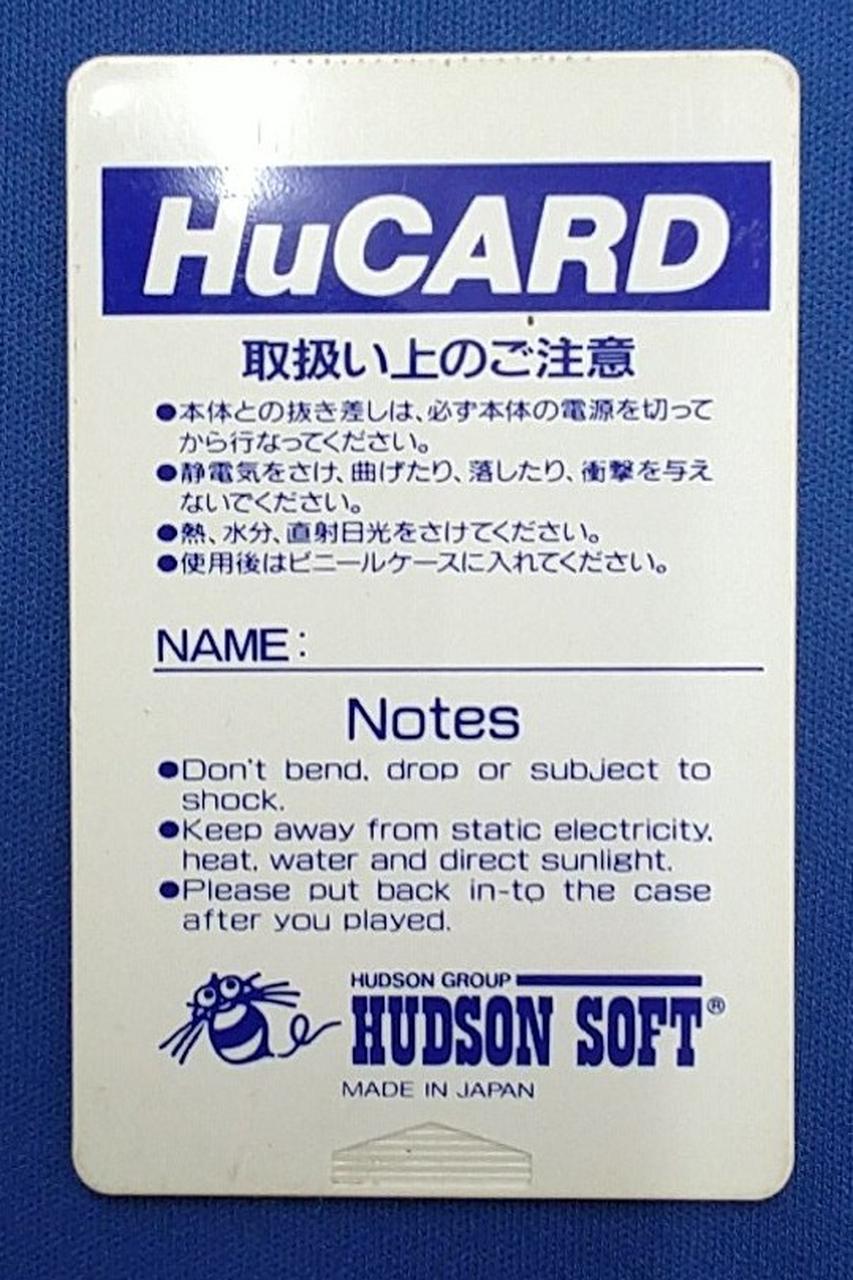 HuCARD
取扱い上のご注意
●本体との抜き差しは、必ず本体の電源を切って
から行なってください。
●静電気をさけ、曲げたり、落したり、衝撃を与え
ないでください。
●熱、水分、直射日光をさけてください。
●使用後はビニールケースに入れてください。
NAME:
Notes
●Don't bend, drop or subject to
shock.
●Keep away from static electricity,
heat, water and direct sunlight.
●Please put back in-to the case
after you played.
HUDSON GROUP
HUDSON SOFT®
MADE IN JAPAN